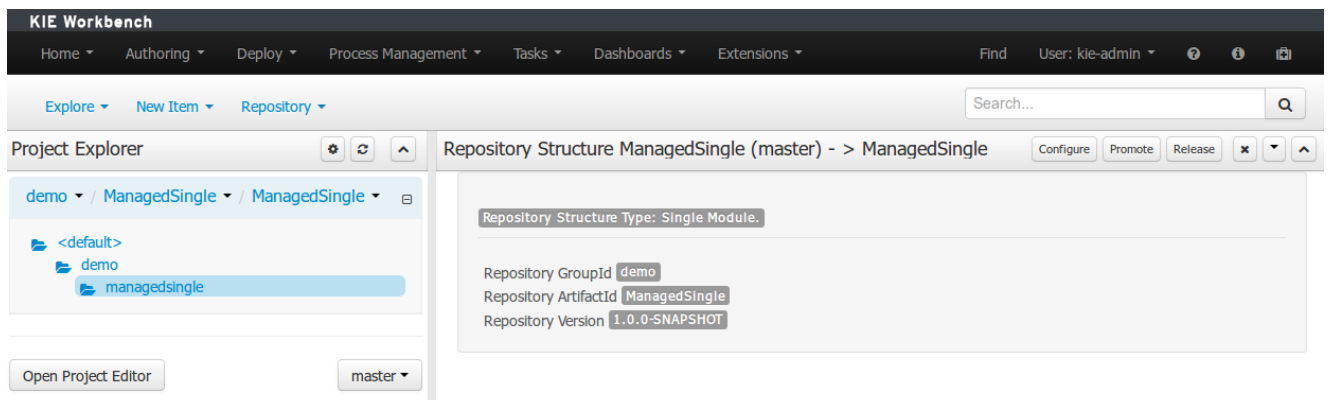 KIE Workbench
Home Authoring Deploy Process Management Tasks Dashboards Extensions Find User: kie-admin
Explore New Item Repository Search...
Project Explorer
Repository Structure ManagedSingle (master) - > ManagedSingle Configure Promote Release
demo / ManagedSingle / ManagedSingle
<default>
demo
managedsingle
Open Project Editor master
Repository Structure Type: Single Module.
Repository GroupId demo
Repository ArtifactId ManagedSingle
Repository Version 1.0.0-SNAPSHOT